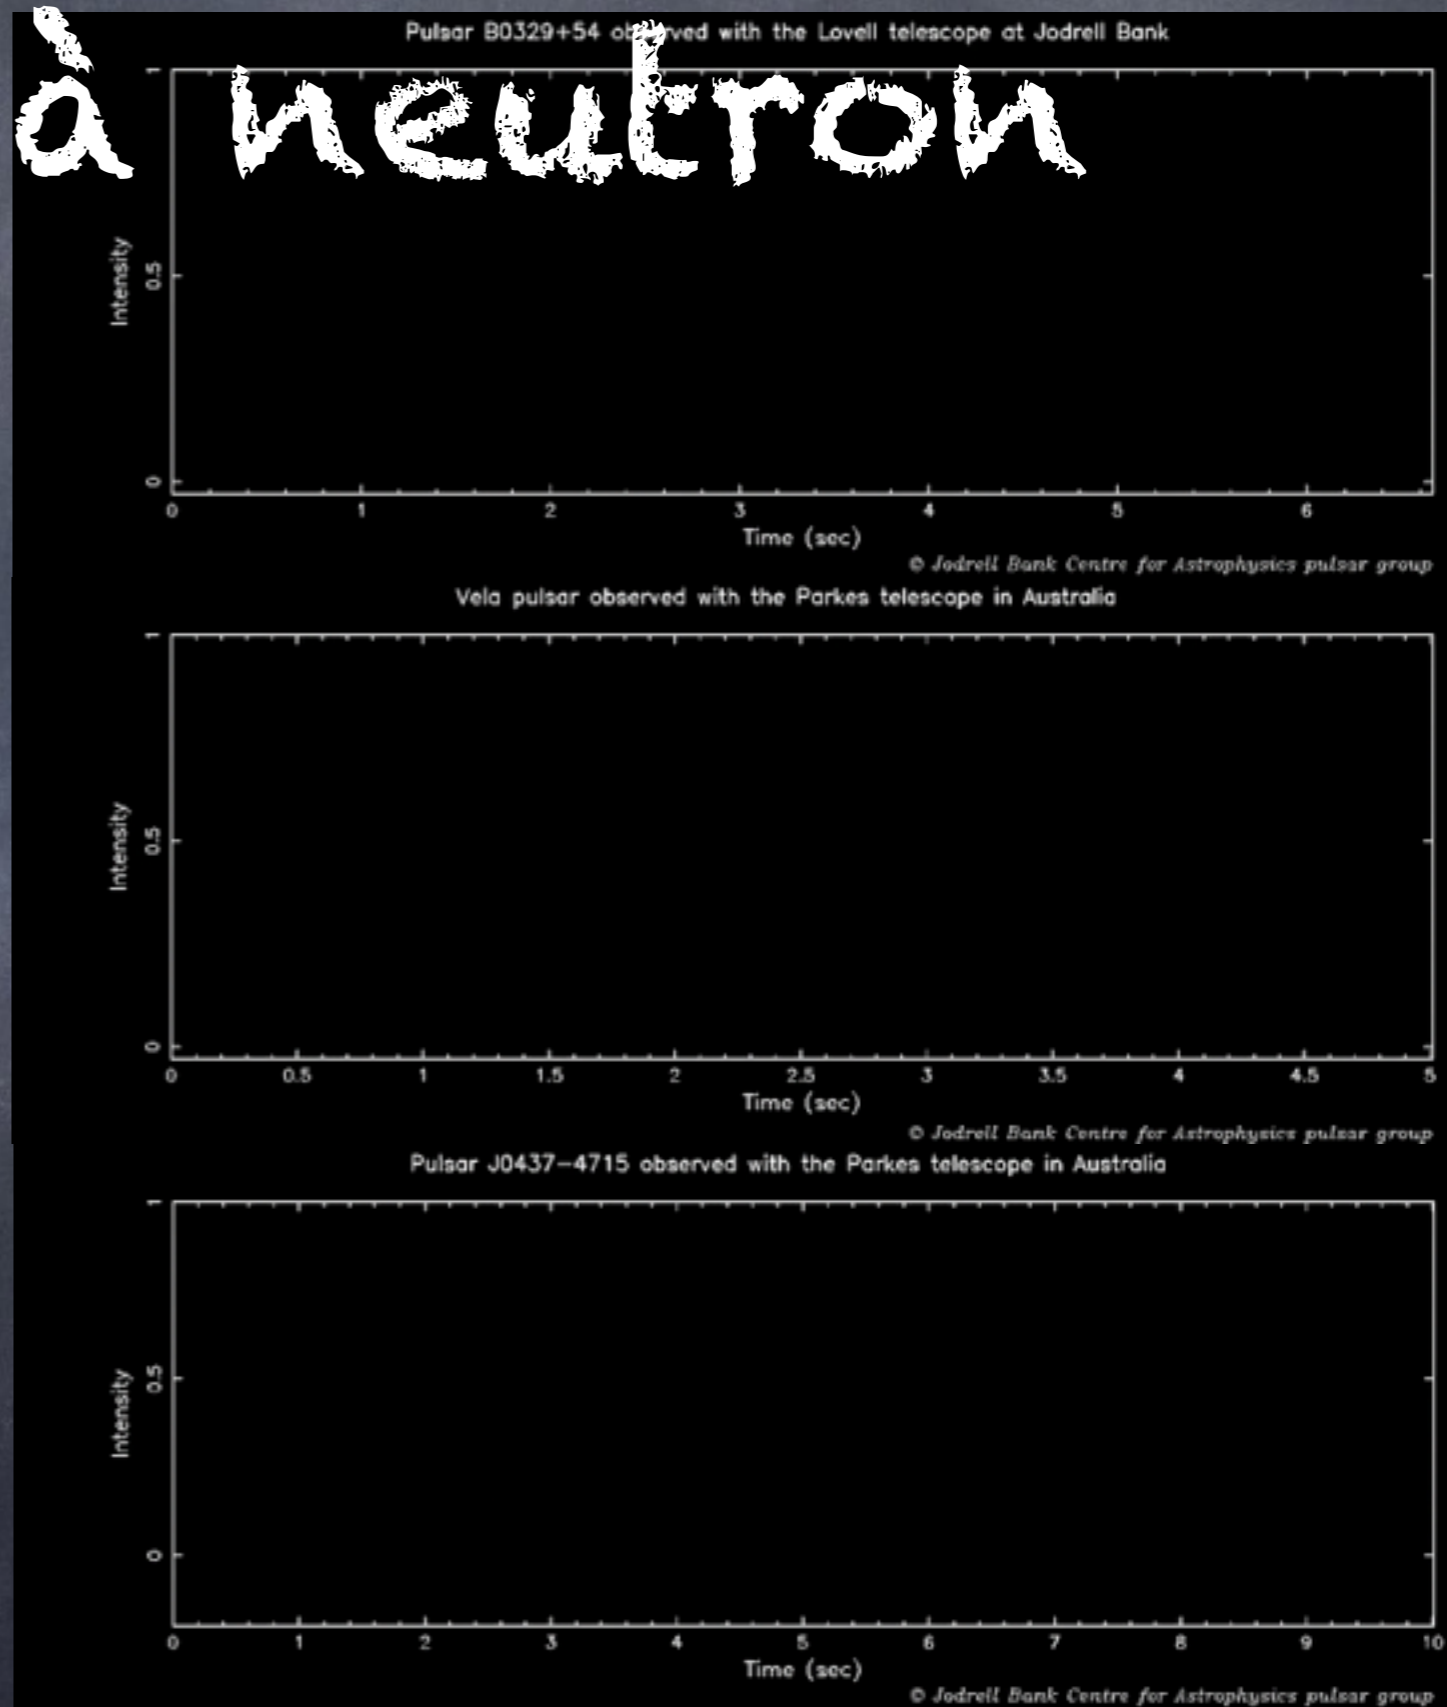 à neutron
Pulsar B0329+54 observed with the Lovell telescope at Jodrell Bank
1
Intensity
0.5
0
0 1 2 3 4 5 6
Time (sec)
© Jodrell Bank Centre for Astrophysics pulsar group
Vela pulsar observed with the Parkes telescope in Australia
1
Intensity
0.5
0
0 0.5 1 1.5 2 2.5 3 3.5 4 4.5 5
Time (sec)
© Jodrell Bank Centre for Astrophysics pulsar group
Pulsar J0437-4715 observed with the Parkes telescope in Australia
1
Intensity
0.5
0
0 1 2 3 4 5 6 7 8 9 10
Time (sec)
© Jodrell Bank Centre for Astrophysics pulsar group